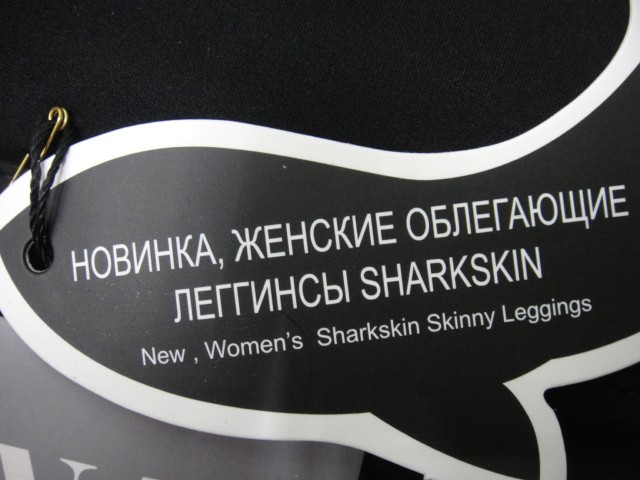 НОВИНКА, ЖЕНСКИЕ ОБЛЕГАЮЩИЕ
ЛЕГГИНСЫ SHARKSKIN
New , Women's Sharkskin Skinny Leggings